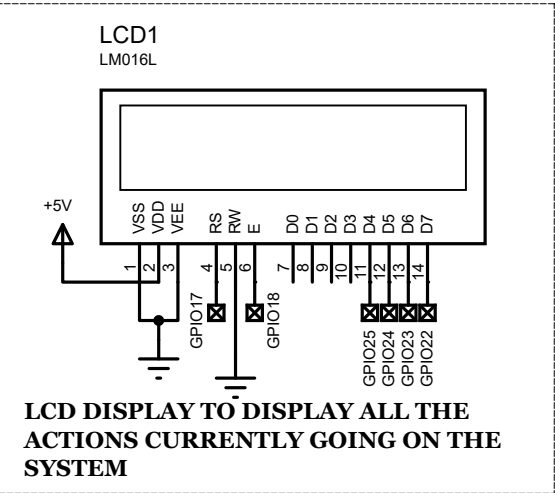 LCD1
LM016L
+5V
VSS
VDD
VEE
RS
RW
E
D0
D1
D2
D3
D4
D5
D6
D7
1
2
3
4
5
6
7
8
9
10
11
12
13
14
GPIO17
GPIO18
GPIO25
GPIO24
GPIO23
GPIO22
LCD DISPLAY TO DISPLAY ALL THE
ACTIONS CURRENTLY GOING ON THE
SYSTEM